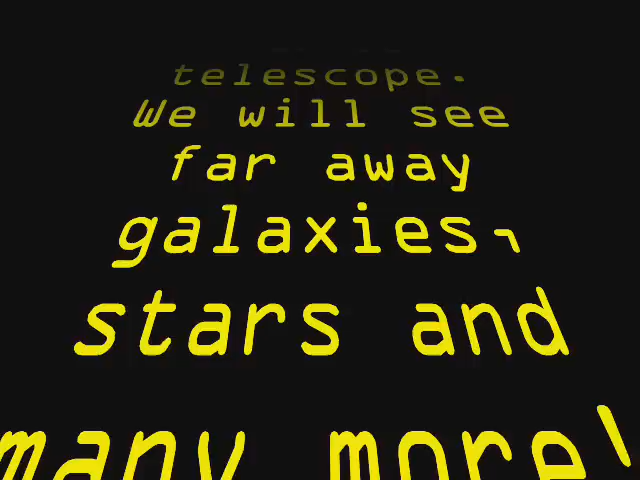 telescope.
We will see
far away
galaxies,
stars and
many more!